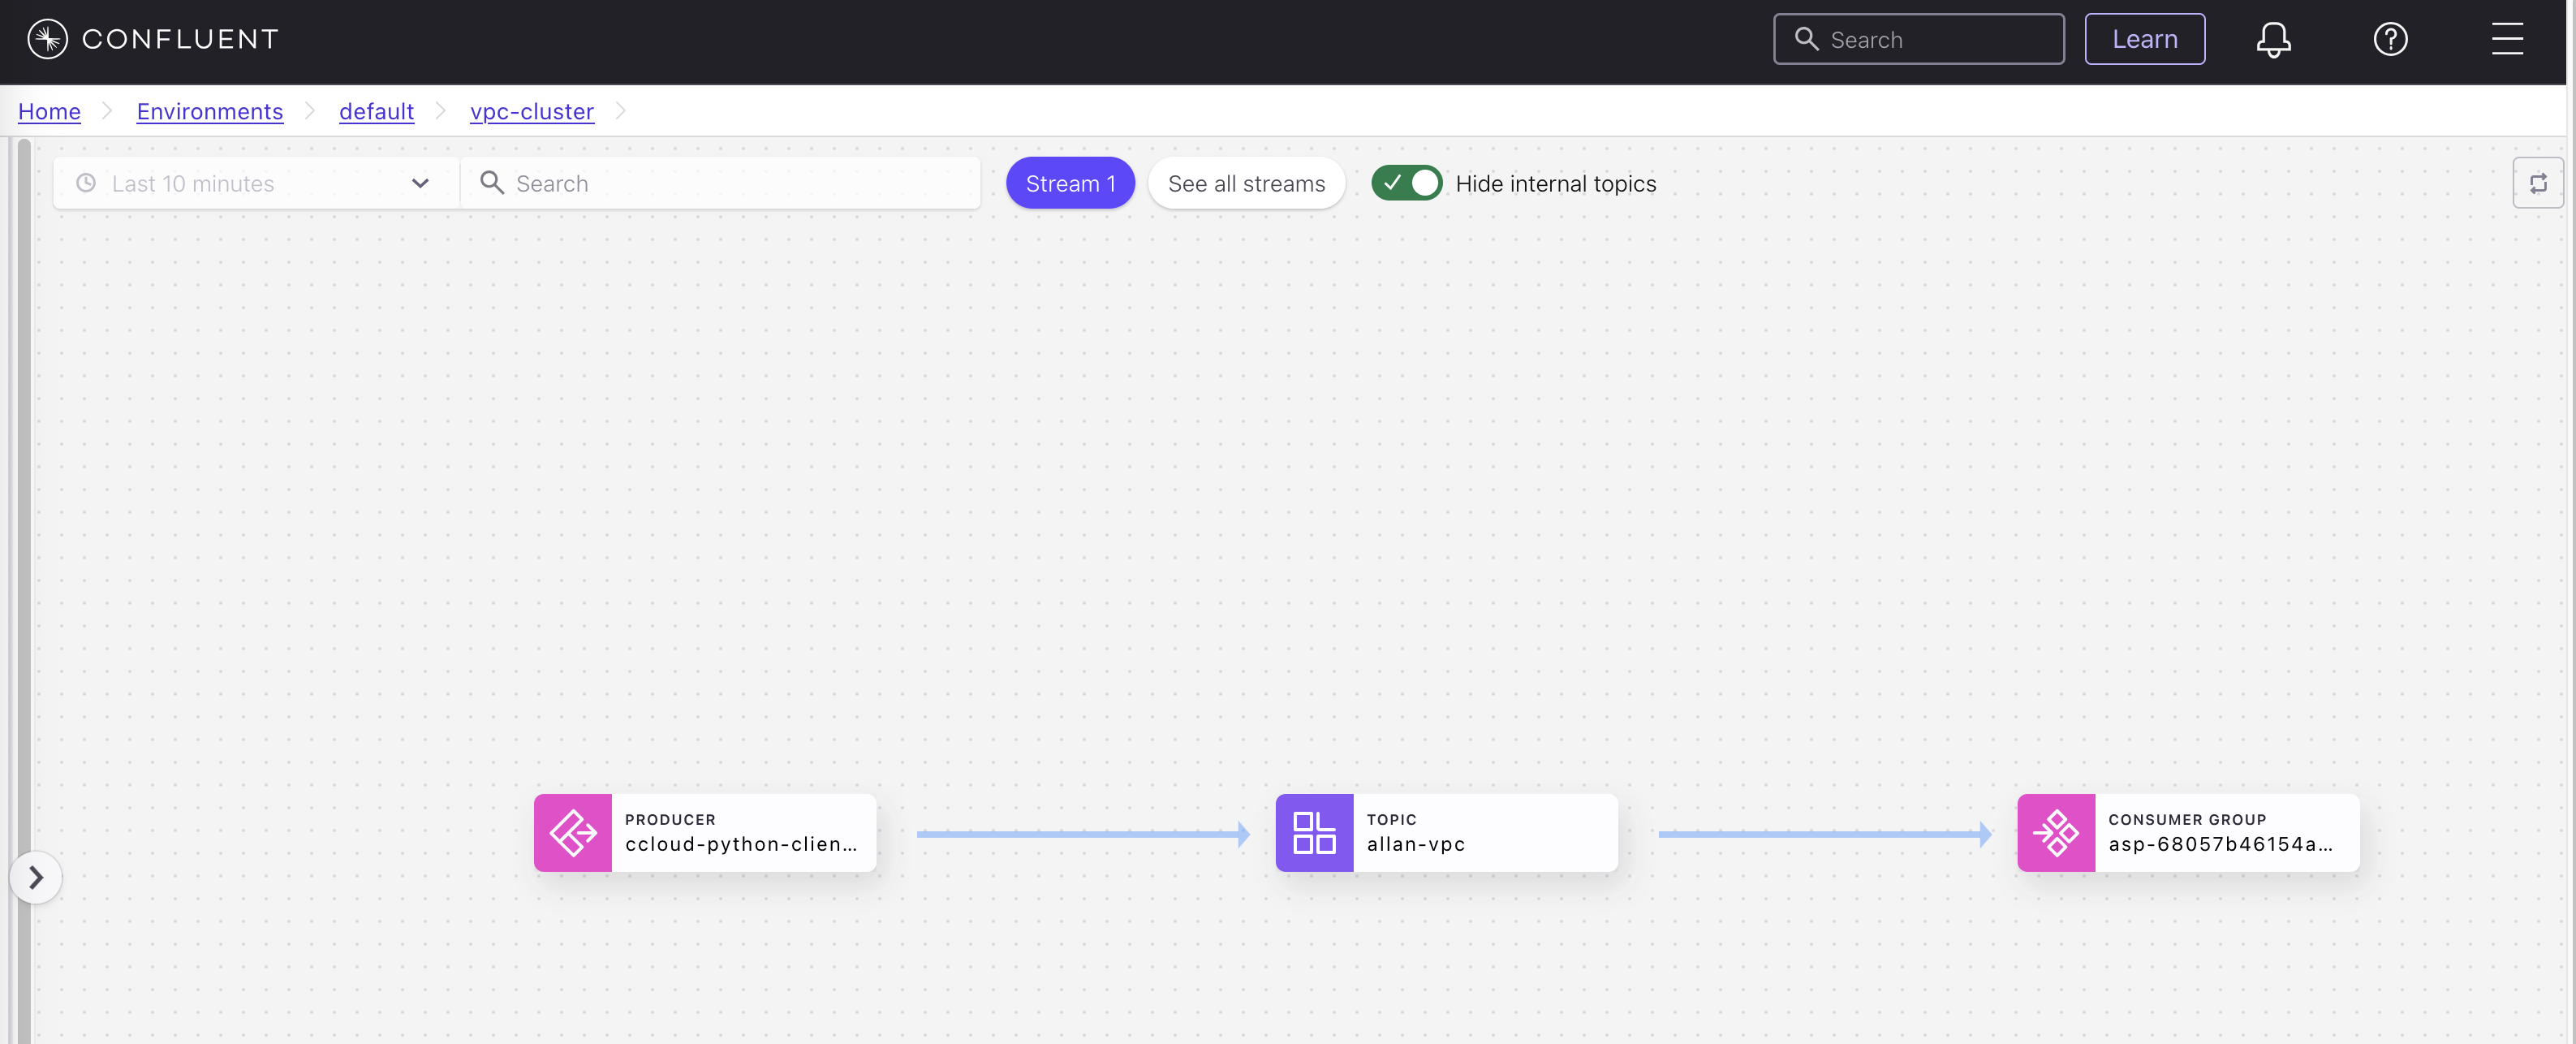 CONFLUENT
Search
Learn
Home
Environments
default
vpc-cluster
Last 10 minutes
Search
Stream 1
See all streams
Hide internal topics
PRODUCER
ccloud-python-clien...
TOPIC
allan-vpc
CONSUMER GROUP
asp-68057b46154a...